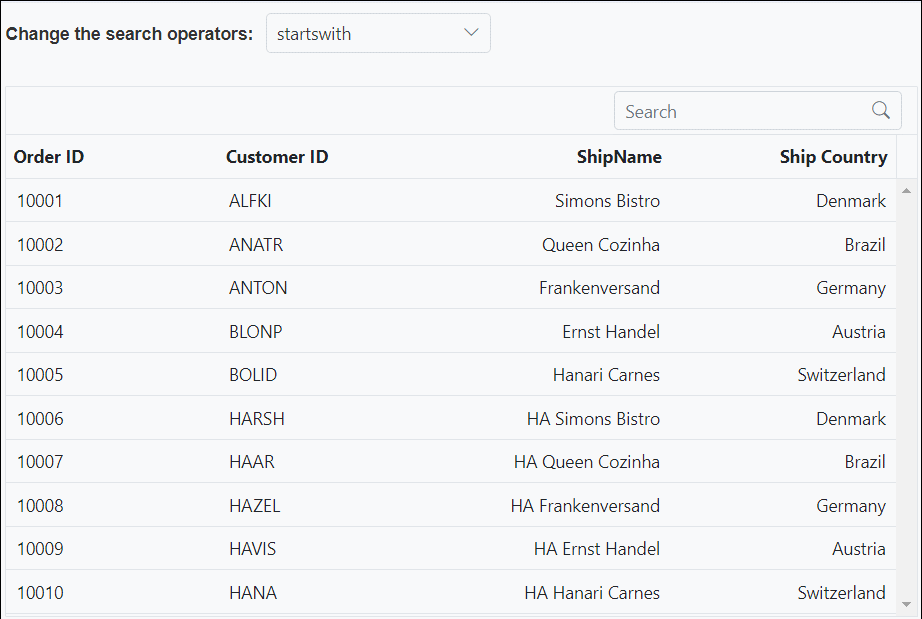 Change the search operators: startswith
Search
Order ID Customer ID ShipName Ship Country
10001 ALFKI Simons Bistro Denmark
10002 ANATR Queen Cozinha Brazil
10003 ANTON Frankenversand Germany
10004 BLONP Ernst Handel Austria
10005 BOLID Hanari Carnes Switzerland
10006 HARSH HA Simons Bistro Denmark
10007 HAAR HA Queen Cozinha Brazil
10008 HAZEL HA Frankenversand Germany
10009 HAVIS HA Ernst Handel Austria
10010 HANA HA Hanari Carnes Switzerland